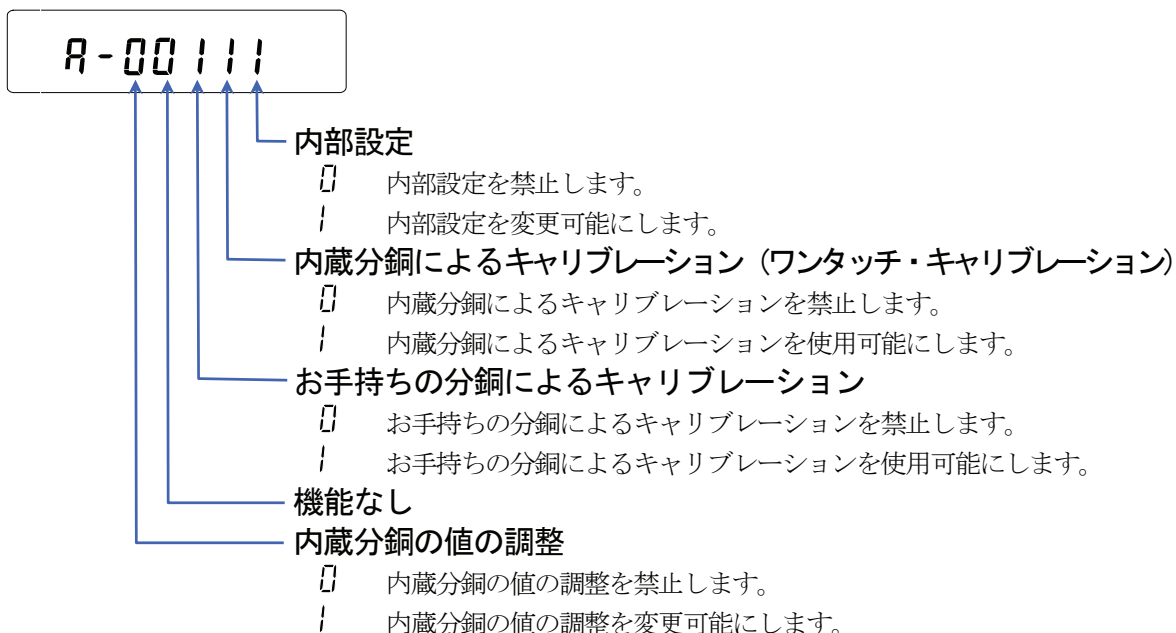 A-00111
内部設定
0 内部設定を禁止します。
1 内部設定を変更可能にします。
内蔵分銅によるキャリブレーション（ワンタッチ・キャリブレーション）
0 内蔵分銅によるキャリブレーションを禁止します。
1 内蔵分銅によるキャリブレーションを使用可能にします。
お手持ちの分銅によるキャリブレーション
0 お手持ちの分銅によるキャリブレーションを禁止します。
1 お手持ちの分銅によるキャリブレーションを使用可能にします。
機能なし
内蔵分銅の値の調整
0 内蔵分銅の値の調整を禁止します。
1 内蔵分銅の値の調整を変更可能にします。